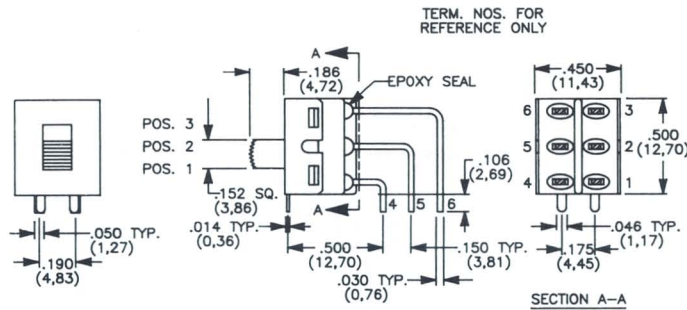 TERM. NOS. FOR
REFERENCE ONLY
A
.186
(4,72)
EPOXY SEAL
.450
(11,43)
POS. 3
POS. 2
POS. 1
6
3
5
2
4
1
.500
(12,70)
.106
(2,69)
.152 SQ.
(3,86)
A
4
5
6
.014 TYP.
(0,36)
.050 TYP.
(1,27)
.190
(4,83)
.500
(12,70)
.150 TYP.
(3,81)
.030 TYP.
(0,76)
.046 TYP.
(1,17)
.175
(4,45)
SECTION A-A